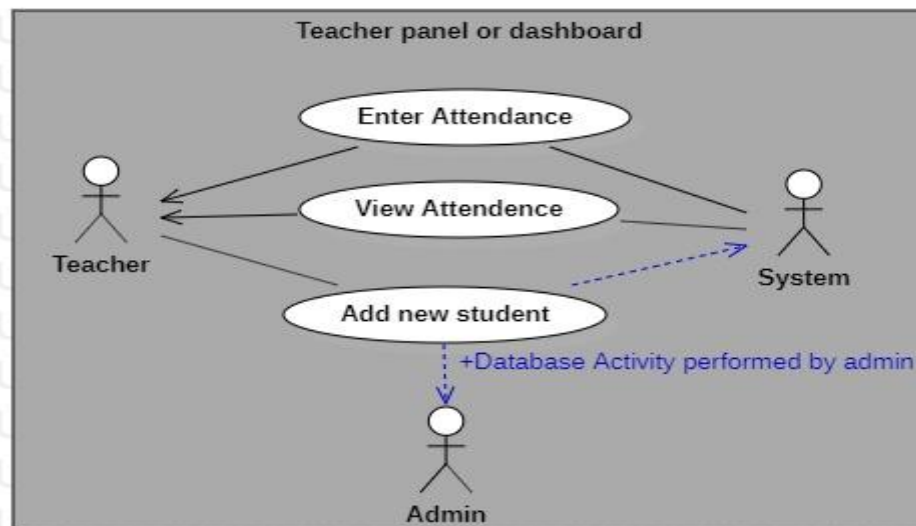 Teacher panel or dashboard
Enter Attendance
View Attendence
Teacher
System
Add new student
+Database Activity performed by admin
Admin